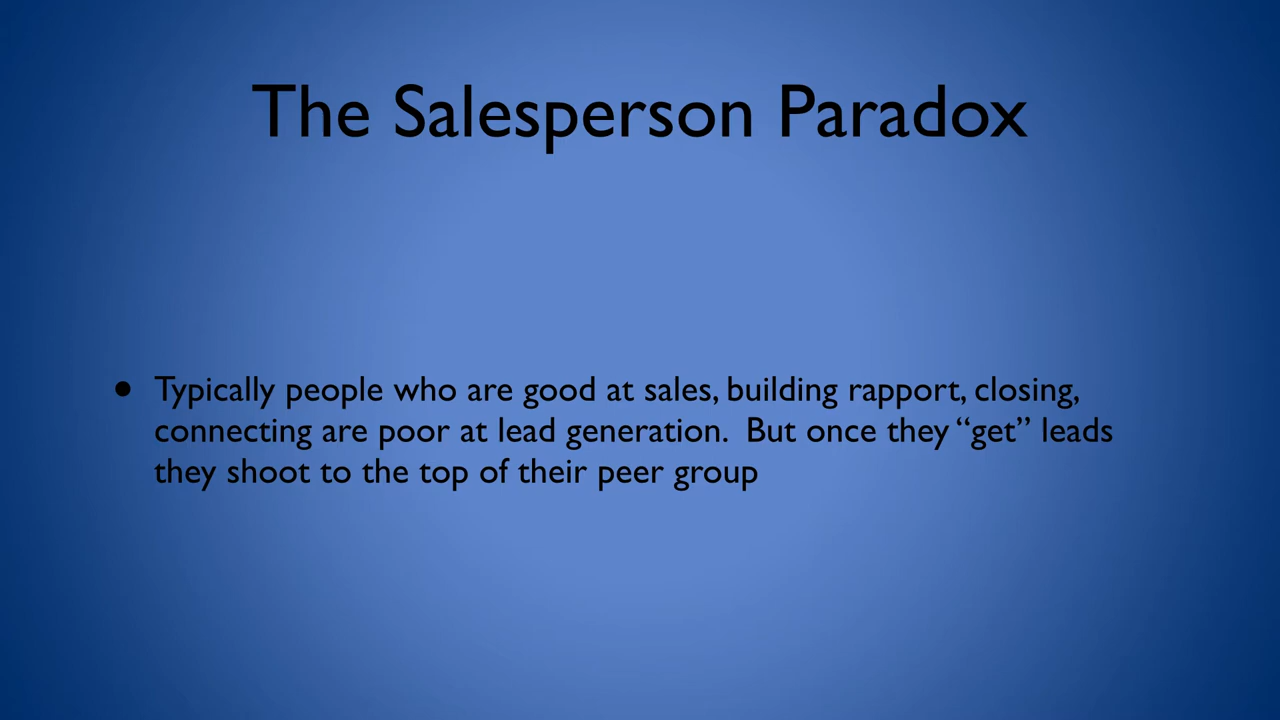 The Salesperson Paradox
• Typically people who are good at sales, building rapport, closing,
connecting are poor at lead generation.  But once they “get” leads
they shoot to the top of their peer group